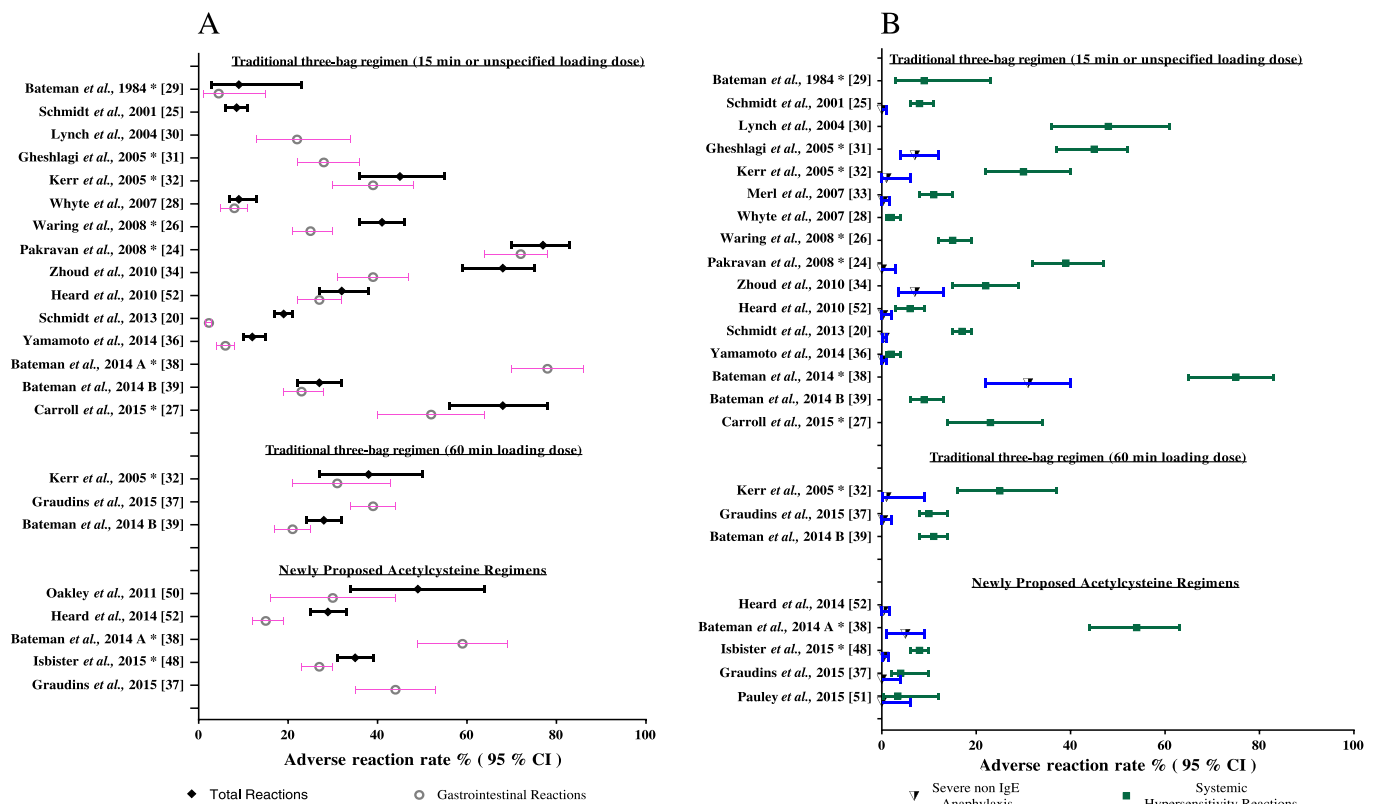 A
Traditional three-bag regimen (15 min or unspecified loading dose)
Bateman et al., 1984 * [29]
Schmidt et al., 2001 [25]
Lynch et al., 2004 [30]
Gheshlagi et al., 2005 * [31]
Kerr et al., 2005 * [32]
Whyte et al., 2007 [28]
Waring et al., 2008 * [26]
Pakravan et al., 2008 * [24]
Zhoud et al., 2010 [34]
Heard et al., 2010 [52]
Schmidt et al., 2013 [20]
Yamamoto et al., 2014 [36]
Bateman et al., 2014 A * [38]
Bateman et al., 2014 B [39]
Carroll et al., 2015 * [27]
Traditional three-bag regimen (60 min loading dose)
Kerr et al., 2005 * [32]
Graudins et al., 2015 [37]
Bateman et al., 2014 B [39]
Newly Proposed Acetylcysteine Regimens
Oakley et al., 2011 [50]
Heard et al., 2014 [52]
Bateman et al., 2014 A * [38]
Isbister et al., 2015 * [48]
Graudins et al., 2015 [37]
0 20 40 60 80 100
Adverse reaction rate % ( 95 % CI )
Total Reactions Gastrointestinal Reactions
B
Traditional three-bag regimen (15 min or unspecified loading dose)
Bateman et al., 1984 * [29]
Schmidt et al., 2001 [25]
Lynch et al., 2004 [30]
Gheshlagi et al., 2005 * [31]
Kerr et al., 2005 * [32]
Merl et al., 2007 [33]
Whyte et al., 2007 [28]
Waring et al., 2008 * [26]
Pakravan et al., 2008 * [24]
Zhoud et al., 2010 [34]
Heard et al., 2010 [52]
Schmidt et al., 2013 [20]
Yamamoto et al., 2014 [36]
Bateman et al., 2014 * [38]
Bateman et al., 2014 B [39]
Carroll et al., 2015 * [27]
Traditional three-bag regimen (60 min loading dose)
Kerr et al., 2005 * [32]
Graudins et al., 2015 [37]
Bateman et al., 2014 B [39]
Newly Proposed Acetylcysteine Regimens
Heard et al., 2014 [52]
Bateman et al., 2014 A * [38]
Isbister et al., 2015 * [48]
Graudins et al., 2015 [37]
Pauley et al., 2015 [51]
0 20 40 60 80 100
Adverse reaction rate % ( 95 % CI )
Severe non IgE Systemic
Anaphylaxis Hypersensitivity Reactions